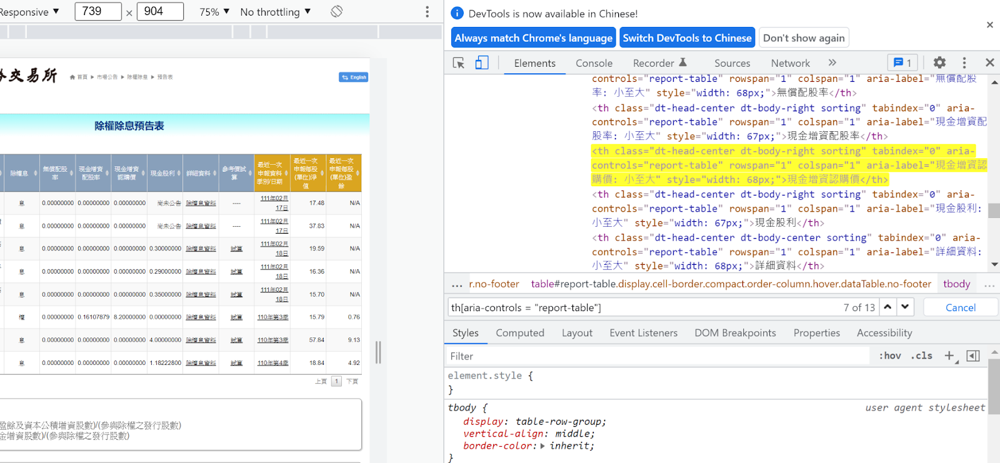 Responsive ▼ 739 × 904 75% ▼ No throttling ▼
交易所 首頁 ▶ 市場公告 ▶ 除權除息 ▶ 預告表 English
除權除息預告表
除權息 無償配股率 現金增資配股率 現金增資認購價 現金股利 詳細資料 參考價試算 最近一次申報資料季別/日期 最近一次申報每股(單位)淨值 最近一次申報每股(單位)盈餘
息 0.00000000 0.00000000 0.00000000 尚未公告 除權息資料 ---- 111年02月17日 17.48 N/A
息 0.00000000 0.00000000 0.00000000 尚未公告 除權息資料 ---- 111年02月17日 37.83 N/A
息 0.00000000 0.00000000 0.00000000 0.30000000 除權息資料 試算 111年02月18日 19.59 N/A
息 0.00000000 0.00000000 0.00000000 0.29000000 除權息資料 試算 111年02月18日 16.36 N/A
息 0.00000000 0.00000000 0.00000000 0.35000000 除權息資料 試算 111年02月18日 15.70 N/A
權 0.00000000 0.16107879 8.20000000 0.00000000 除權息資料 試算 110年第3季 15.79 0.76
息 0.00000000 0.00000000 0.00000000 4.00000000 除權息資料 試算 110年第3季 57.84 9.13
息 0.00000000 0.00000000 0.00000000 1.18222800 除權息資料 試算 110年第4季 18.84 4.92
上頁 1 下頁
盈餘及資本公積增資股數)/(參與除權之發行股數)
金增資股數)/(參與除權之發行股數)
DevTools is now available in Chinese!
Always match Chrome's language Switch DevTools to Chinese Don't show again
Elements Console Recorder Sources Network » 1
controls="report-table" rowspan="1" colspan="1" aria-label="無償配股
率: 小至大" style="width: 68px;">無償配股率</th>
<th class="dt-head-center dt-body-right sorting" tabindex="0" aria-
controls="report-table" rowspan="1" colspan="1" aria-label="現金增資配
股率: 小至大" style="width: 67px;">現金增資配股率</th>
<th class="dt-head-center dt-body-right sorting" tabindex="0" aria-
controls="report-table" rowspan="1" colspan="1" aria-label="現金增資認
購價: 小至大" style="width: 68px;">現金增資認購價</th>
<th class="dt-head-center dt-body-right sorting" tabindex="0" aria-
controls="report-table" rowspan="1" colspan="1" aria-label="現金股利:
小至大" style="width: 67px;">現金股利</th>
<th class="dt-head-center dt-body-center sorting" tabindex="0" aria-
controls="report-table" rowspan="1" colspan="1" aria-label="詳細資料:
小至大" style="width: 68px;">詳細資料</th>
... r.no-footer table#report-table.display.cell-border.compact.order-column.hover.dataTable.no-footer tbody ...
th[aria-controls = "report-table"] 7 of 13 Cancel
Styles Computed Layout Event Listeners DOM Breakpoints Properties Accessibility
Filter :hov .cls +
element.style {
}
tbody { user agent stylesheet
display: table-row-group;
vertical-align: middle;
border-color: ▶ inherit;
}